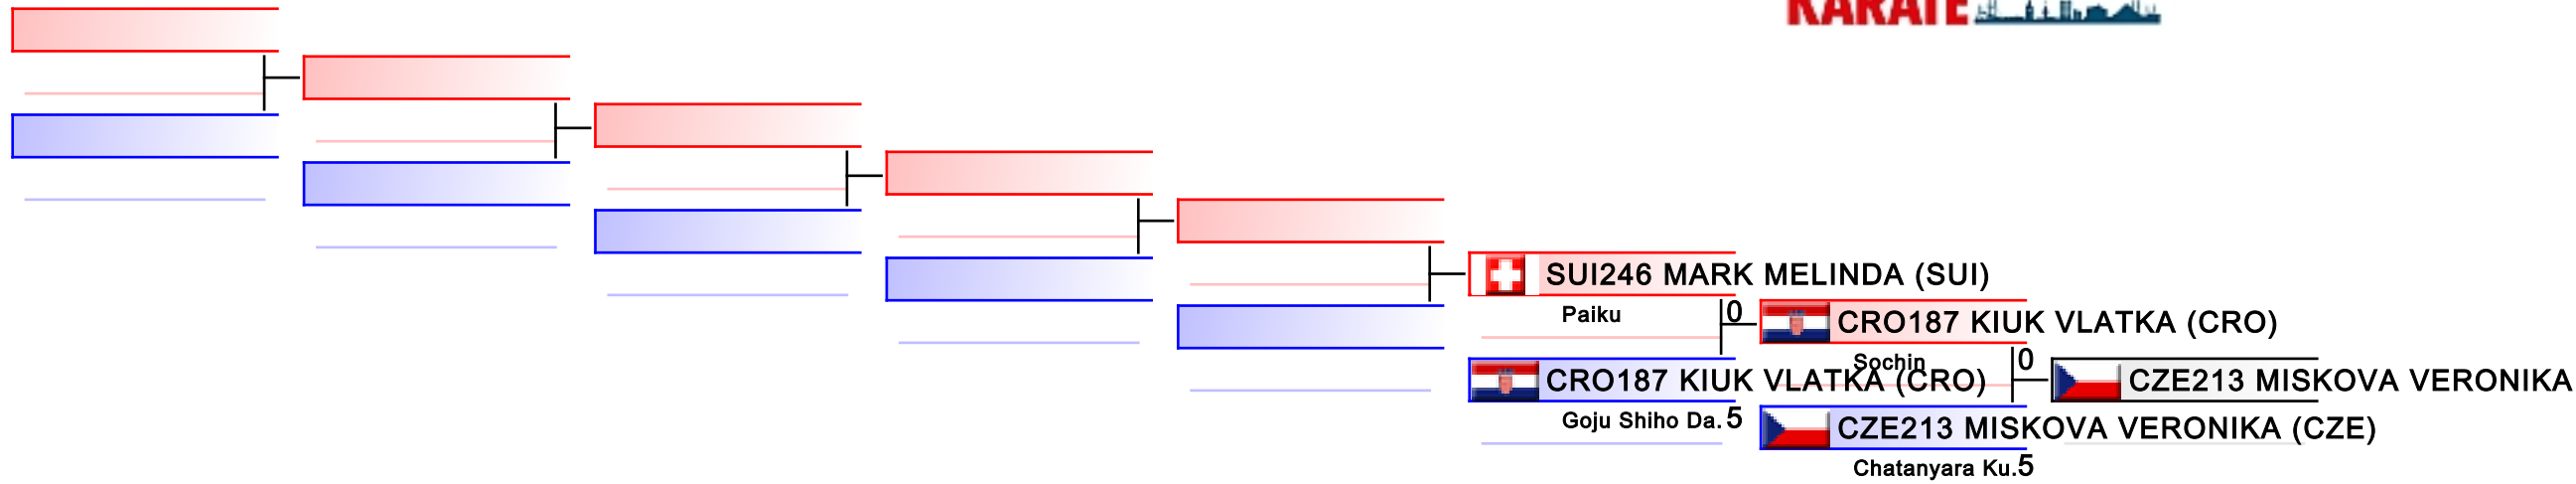 KARATE
SUI246 MARK MELINDA (SUI)
Paiku
0
CRO187 KIUK VLATKA (CRO)
Goju Shiho Da. 5
CRO187 KIUK VLATKA (CRO)
Sochin
0
CZE213 MISKOVA VERONIKA (CZE)
Chatanyara Ku. 5
CZE213 MISKOVA VERONIKA